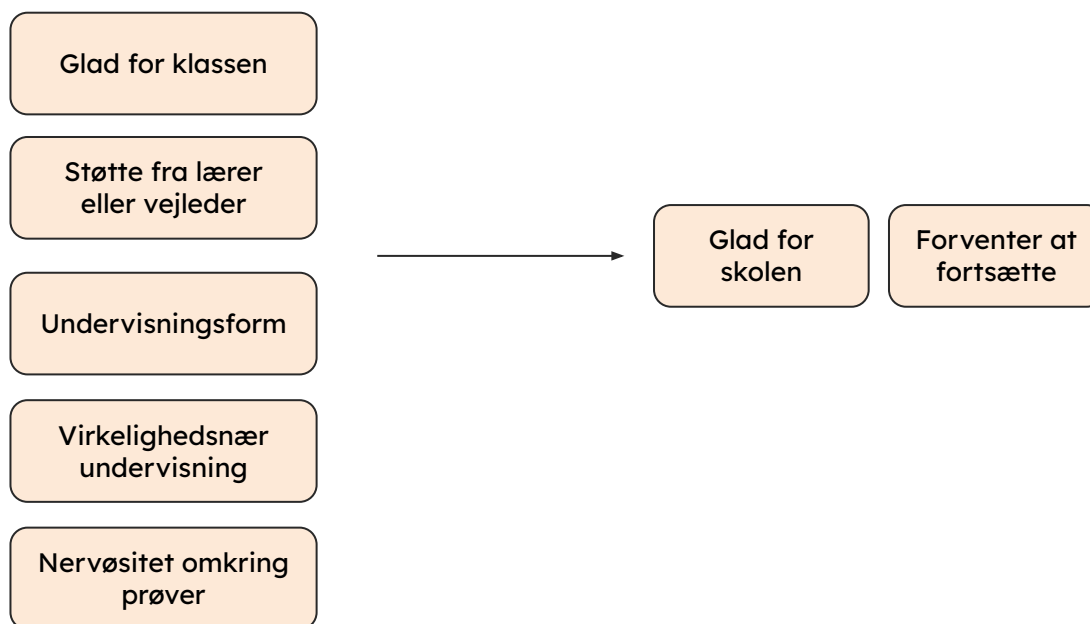 Glad for klassen
Støtte fra lærer
eller vejleder
Undervisningsform
Virkelighedsnær
undervisning
Nervøsitet omkring
prøver
Glad for
skolen
Forventer at
fortsætte